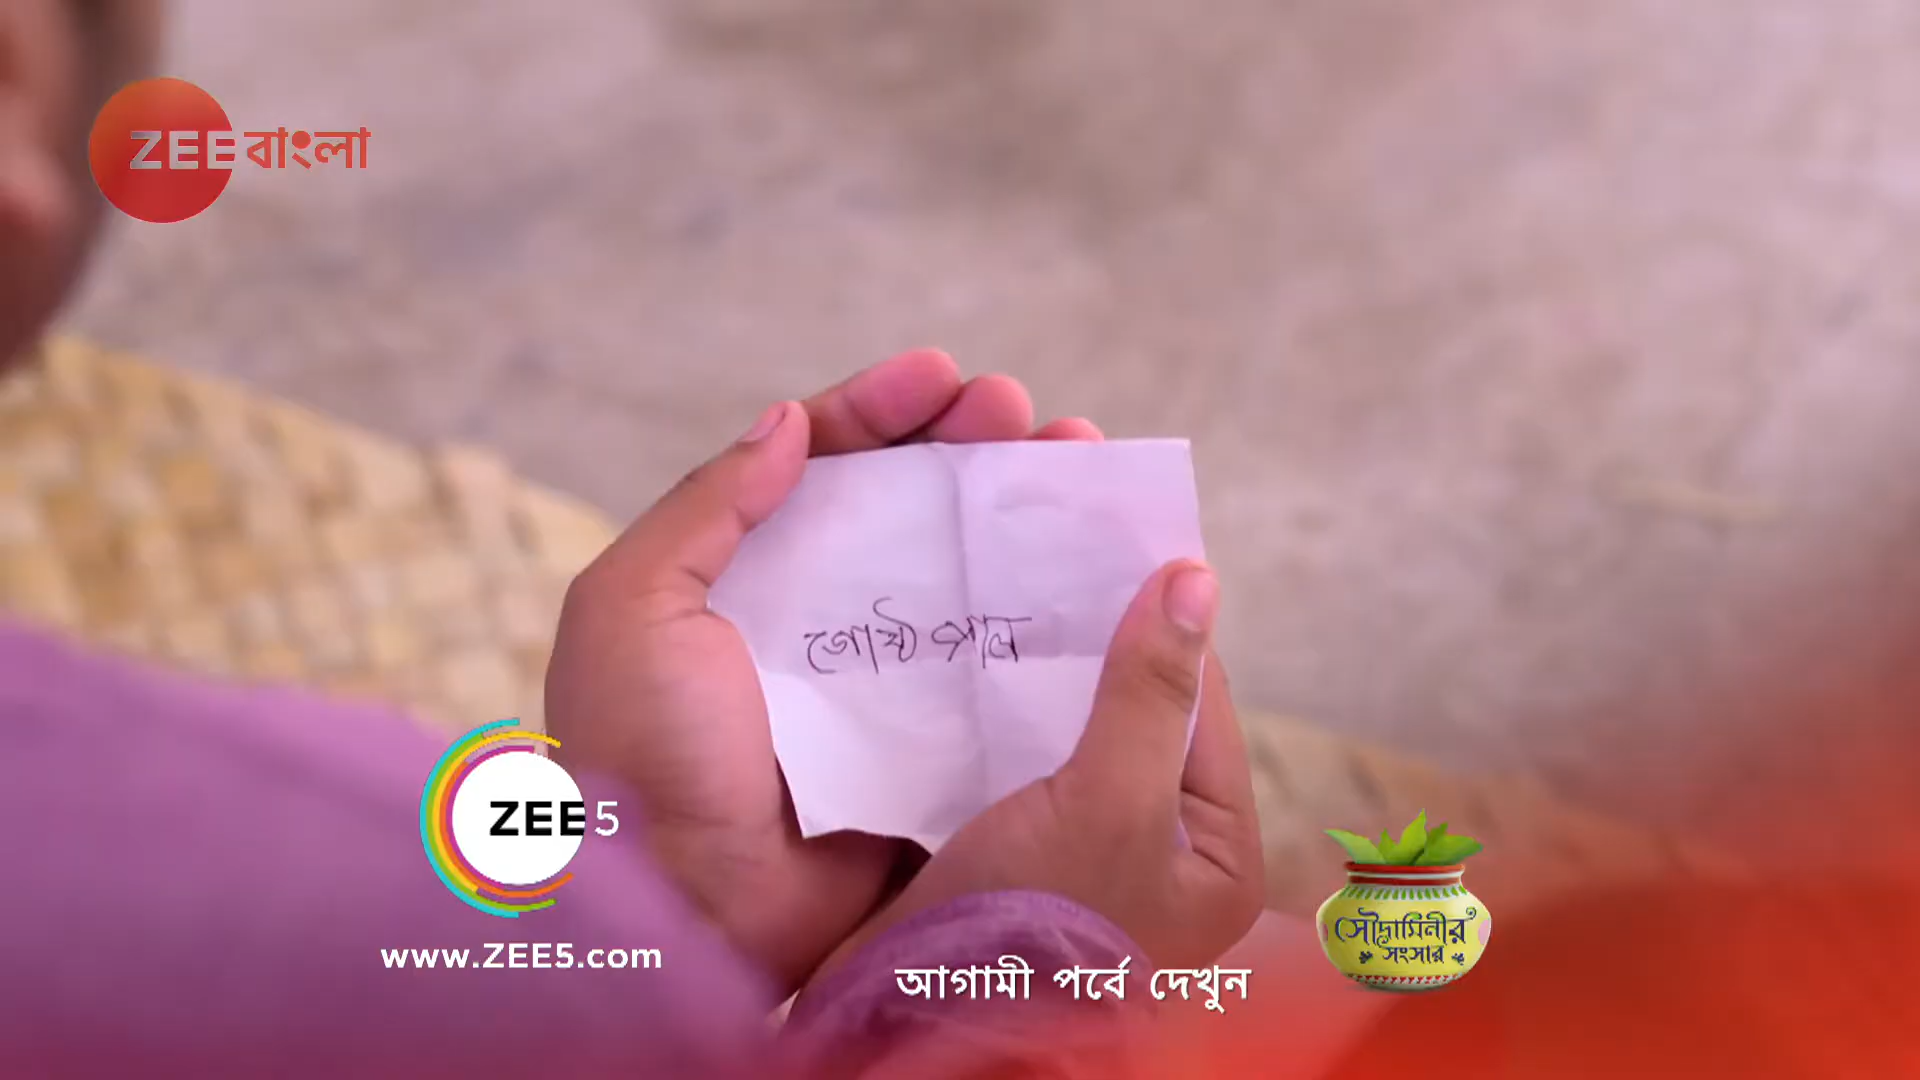 ZEE বাংলা
গোষ্ঠ পাল
ZEE5
www.ZEE5.com
আগামী পর্বে দেখুন
সৌদামিনীর
সংসার